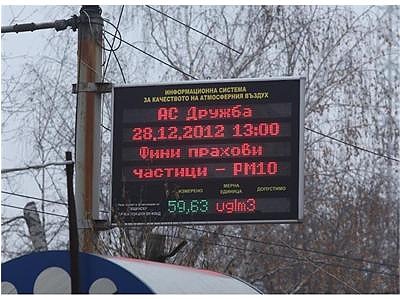 ИНФОРМАЦИОННА СИСТЕМА
ЗА КАЧЕСТВОТО НА АТМОСФЕРНИЯ ВЪЗДУХ
АС Дружба
28,12,2012 13:00
Фини прахови
частици - РМ10
ИЗМЕРЕНО МЕРНА ЕДИНИЦА ДОПУСТИМО
59,63 ug/m3